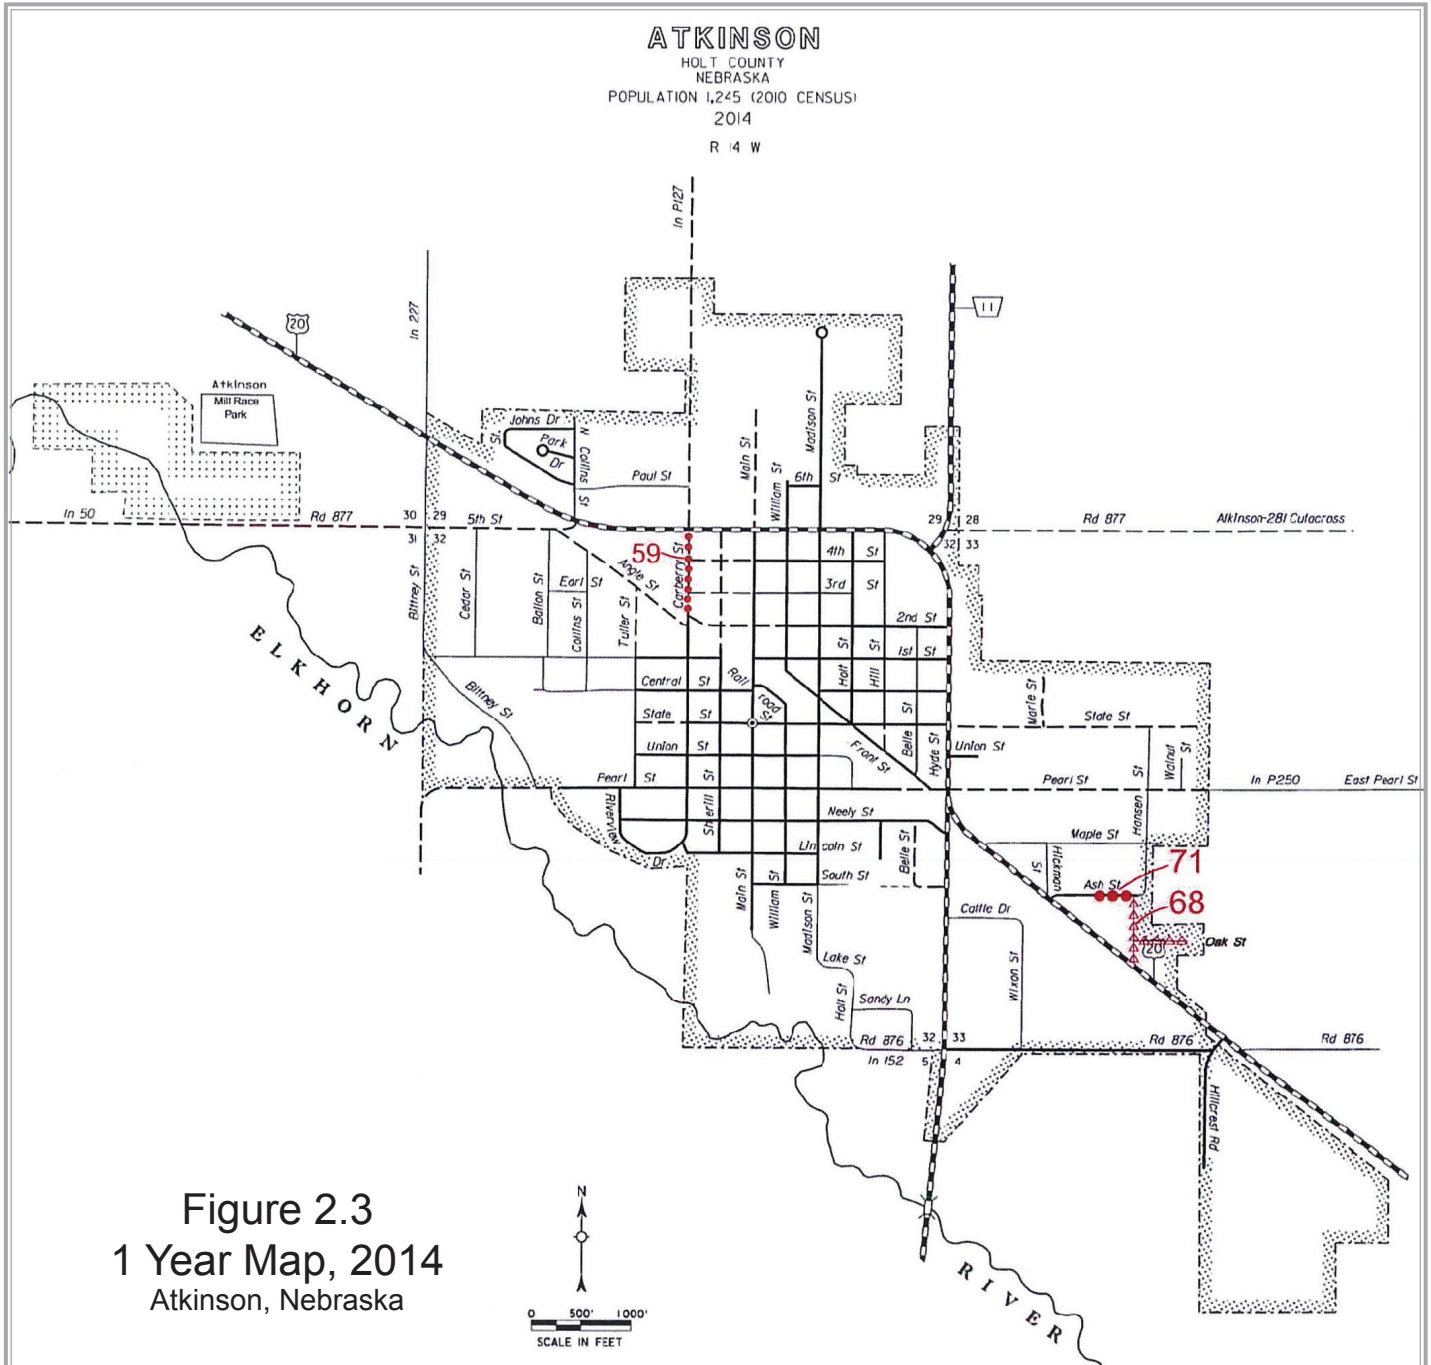 ATKINSON
HOLT COUNTY
NEBRASKA
POPULATION 1,245 (2010 CENSUS)
2014
R 14 W
In P127
In 227
20
11
Atkinson
Mill Race
Park
Johns Dr
St
Park
Dr
N Collins St
Paul St
Main St
Madison St
William St
6th St
In 50
Rd 877
30 29
5th St
31 32
29 28
32 33
Rd 877
Atkinson-281 Cutacross
59
Carberry St
Angle St
4th St
3rd St
2nd St
1st St
Bittney St
Cedar St
Ballon St
Earl St
Collins St
Tuller St
Holt St
Hill St
ELKHORN
Bittney St
Central St
Rail road St
State St
Union St
Front St
Belle St
Hyde St
Union St
Marie St
State St
Walnut St
Pearl St
Pearl St
Hansen St
In P250
East Pearl St
Riverview Dr
Sherill St
Neely St
Lincoln St
Belle St
Maple St
Hickman St
South St
Main St
William St
Madison St
Ash St
71
68
Oak St
20
Cattle Dr
Wixon St
Lake St
Holt St
Sandy Ln
Rd 876
32 33
In 152
5 4
Rd 876
Rd 876
Hillcrest Rd
RIVER
Figure 2.3
1 Year Map, 2014
Atkinson, Nebraska
N
0 500' 1000'
SCALE IN FEET